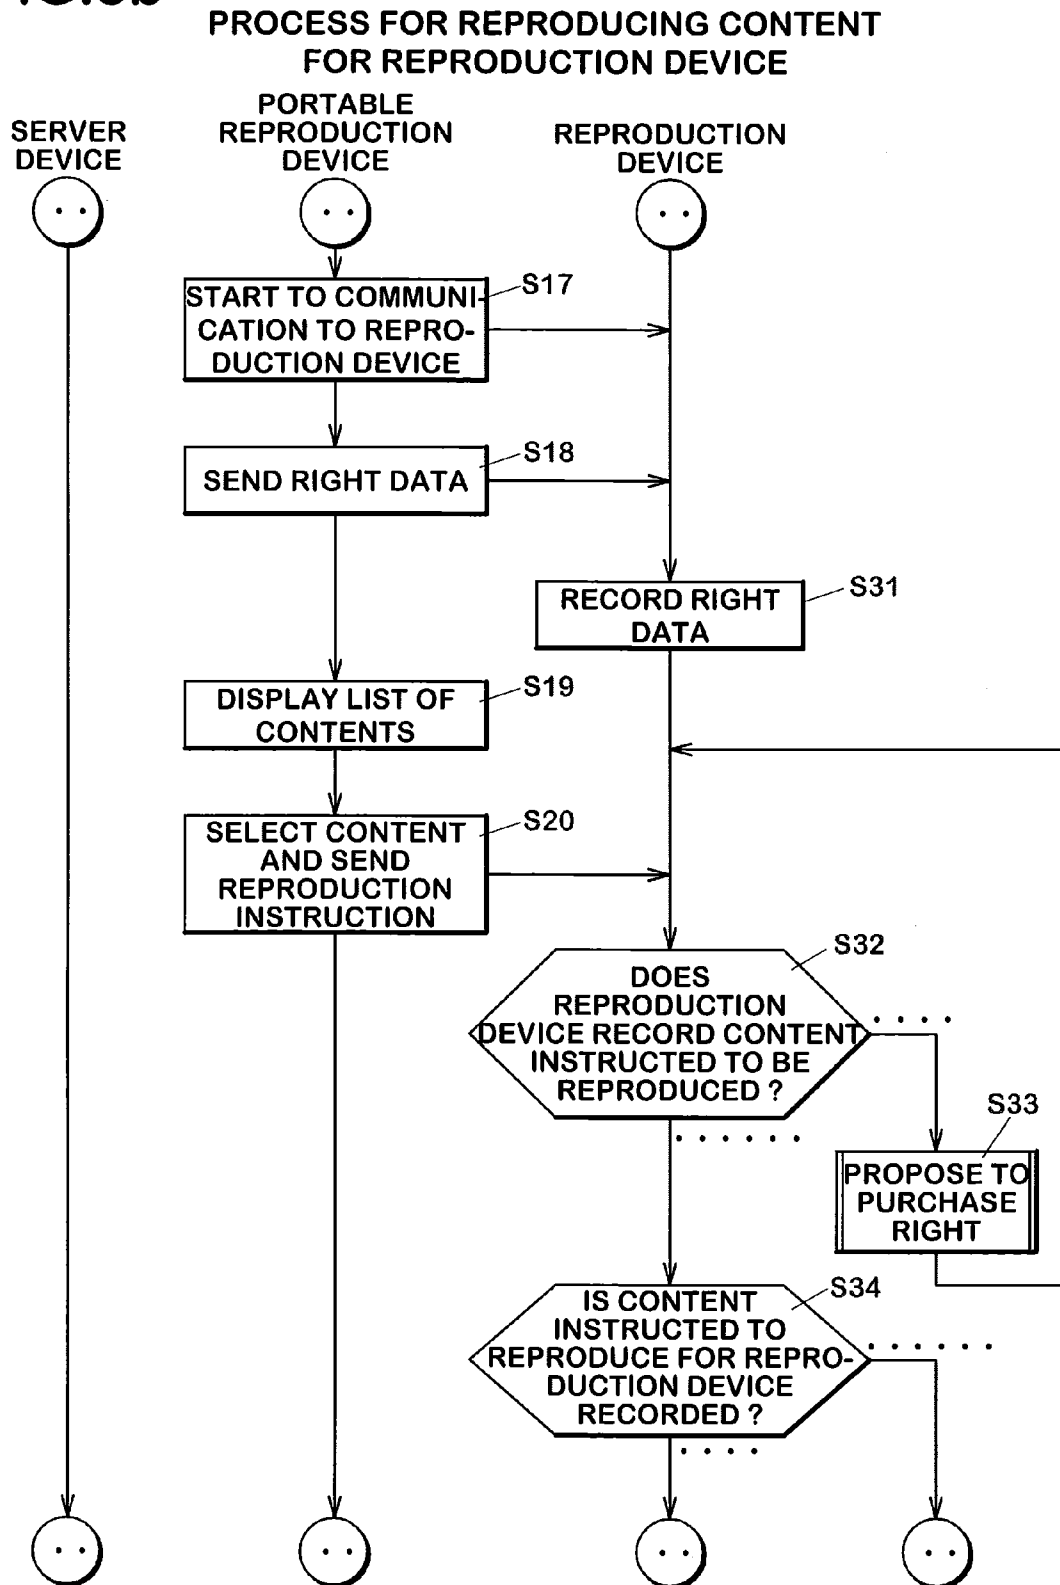 PROCESS FOR REPRODUCING CONTENT
FOR REPRODUCTION DEVICE
SERVER
DEVICE
PORTABLE
REPRODUCTION
DEVICE
REPRODUCTION
DEVICE
START TO COMMUNI-
CATION TO REPRO-
DUCTION DEVICE
S17
SEND RIGHT DATA
S18
RECORD RIGHT
DATA
S31
DISPLAY LIST OF
CONTENTS
S19
SELECT CONTENT
AND SEND
REPRODUCTION
INSTRUCTION
S20
DOES
REPRODUCTION
DEVICE RECORD CONTENT
INSTRUCTED TO BE
REPRODUCED ?
S32
S33
PROPOSE TO
PURCHASE
RIGHT
IS CONTENT
INSTRUCTED TO
REPRODUCE FOR REPRO-
DUCTION DEVICE
RECORDED ?
S34